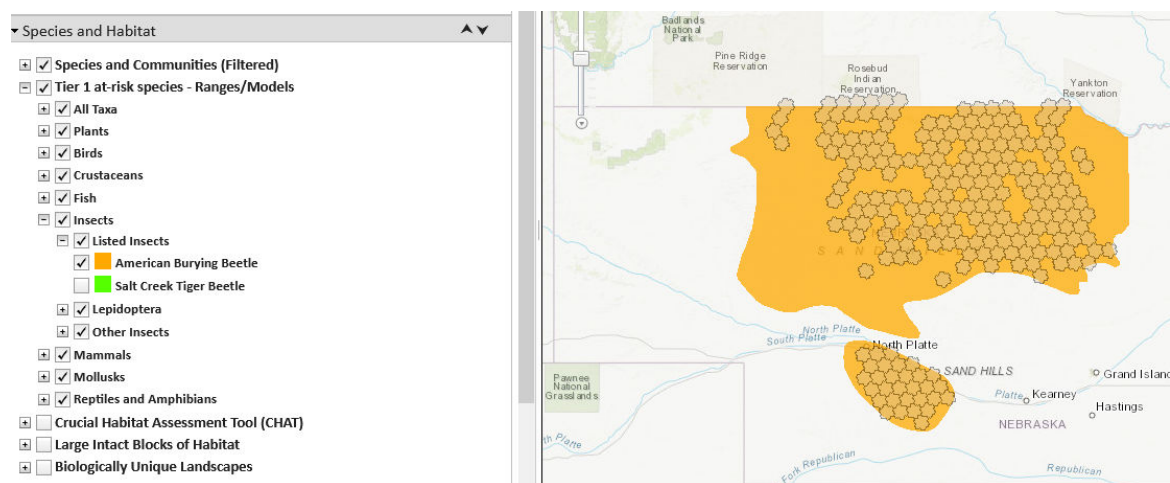 Species and Habitat
Species and Communities (Filtered)
Tier 1 at-risk species - Ranges/Models
All Taxa
Plants
Birds
Crustaceans
Fish
Insects
Listed Insects
American Burying Beetle
Salt Creek Tiger Beetle
Lepidoptera
Other Insects
Mammals
Mollusks
Reptiles and Amphibians
Crucial Habitat Assessment Tool (CHAT)
Large Intact Blocks of Habitat
Biologically Unique Landscapes
Badlands
National
Park
Pine Ridge
Reservation
Rosebud
Indian
Reservation
Yankton
Reservation
North Platte
South Platte
North Platte
SAND HILLS
Pawnee
National
Grasslands
Platte
Kearney
Grand Island
Hastings
NEBRASKA
Fork Republican
Republican